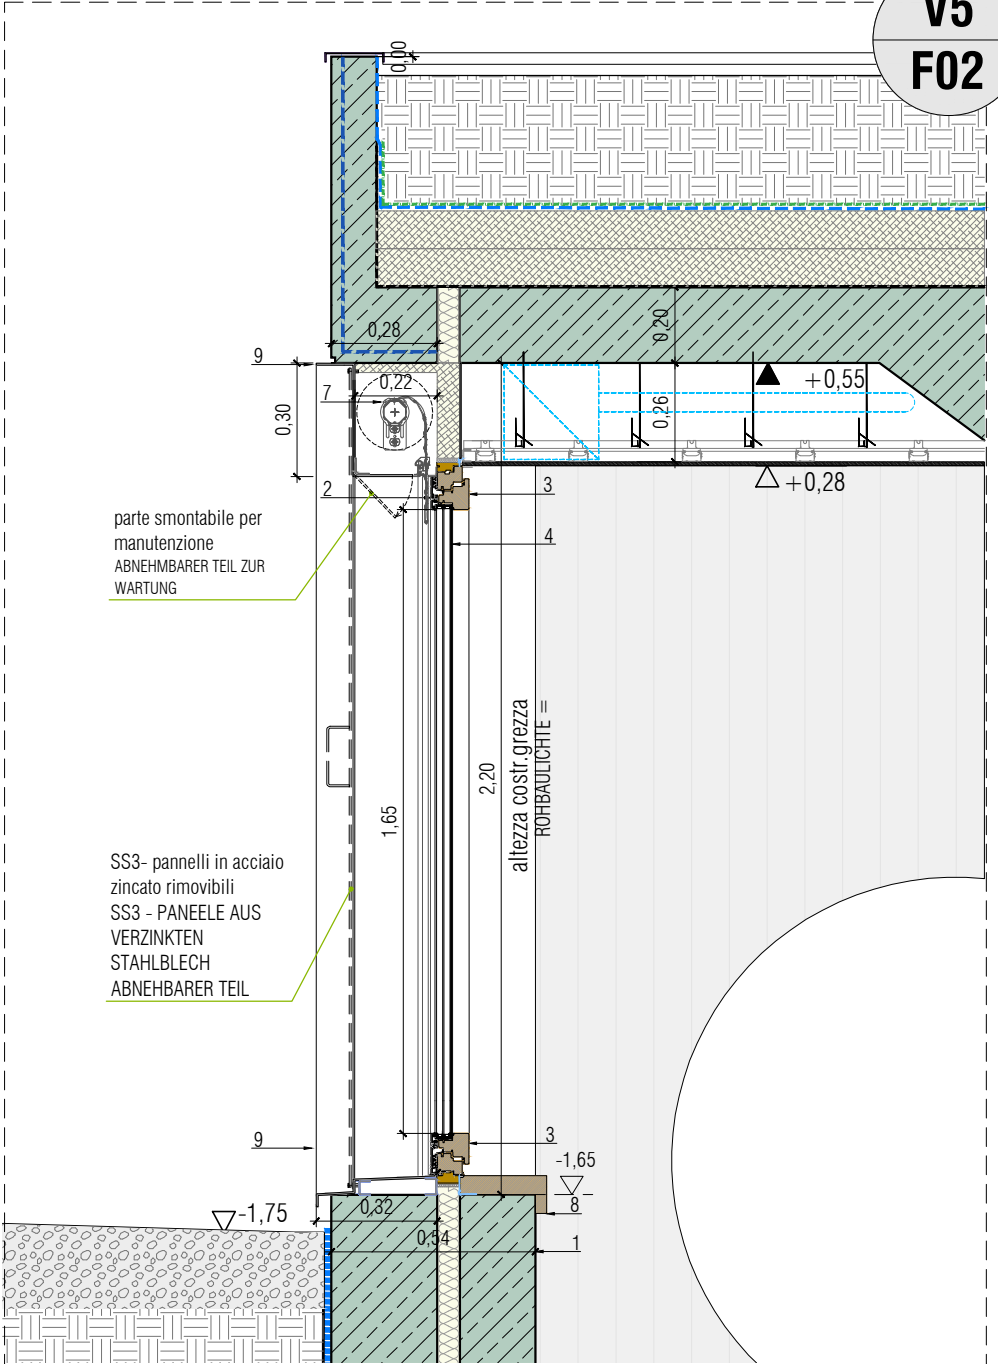 V5
F02
0,00
0,28
0,20
9
0,22
+0,55
7
0,30
0,26
2
3
+0,28
parte smontabile per
manutenzione
ABNEHMBARER TEIL ZUR
WARTUNG
4
altezza costr.grezza
ROHBAULICHTE =
2,20
1,65
SS3- pannelli in acciaio
zincato rimovibili
SS3 - PANEELE AUS
VERZINKTEN
STAHLBLECH
ABNEHBARER TEIL
9
3
-1,65
-1,75
0,32
8
0,54
1